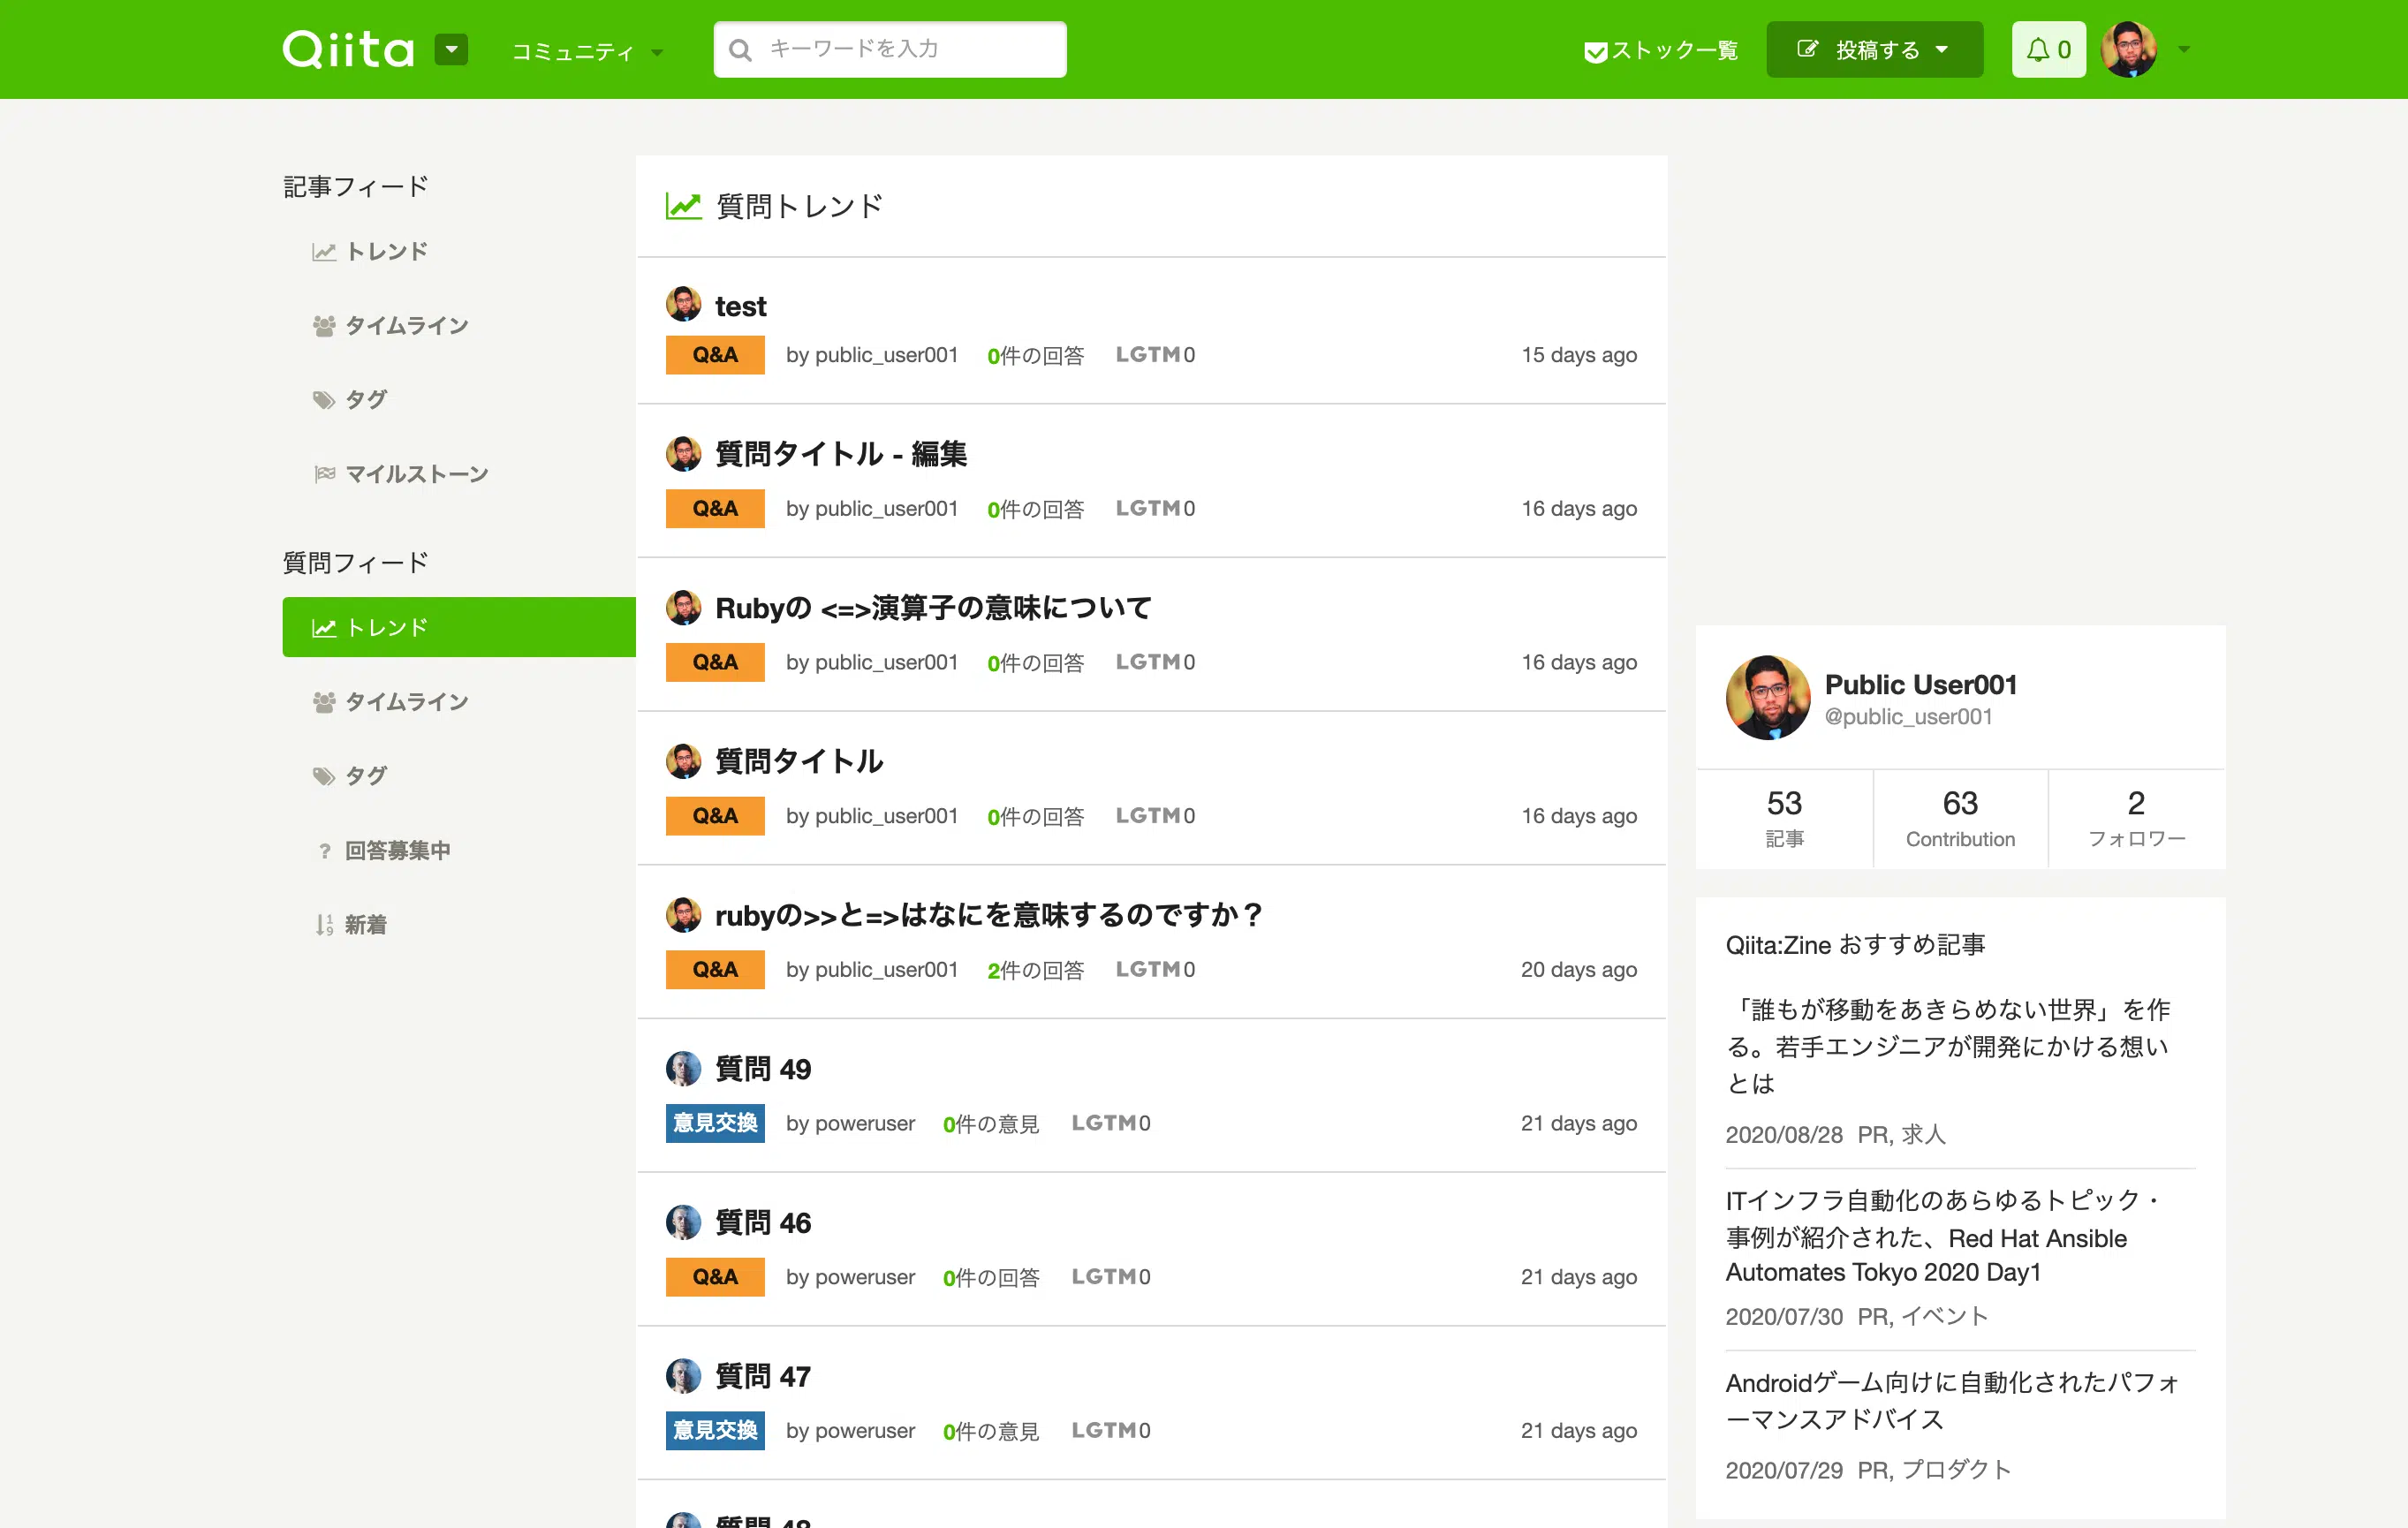 Qiita
コミュニティ
キーワードを入力
ストック一覧
投稿する
0
記事フィード
トレンド
タイムライン
タグ
マイルストーン
質問フィード
トレンド
タイムライン
タグ
? 回答募集中
新着
質問トレンド
test
Q&A by public_user001 0件の回答 LGTM 0 15 days ago
質問タイトル - 編集
Q&A by public_user001 0件の回答 LGTM 0 16 days ago
Rubyの <=>演算子の意味について
Q&A by public_user001 0件の回答 LGTM 0 16 days ago
質問タイトル
Q&A by public_user001 0件の回答 LGTM 0 16 days ago
rubyの>>と=>はなにを意味するのですか？
Q&A by public_user001 2件の回答 LGTM 0 20 days ago
質問 49
意見交換 by poweruser 0件の意見 LGTM 0 21 days ago
質問 46
Q&A by poweruser 0件の回答 LGTM 0 21 days ago
質問 47
意見交換 by poweruser 0件の意見 LGTM 0 21 days ago
質問 48
Public User001
@public_user001
53 63 2
記事 Contribution フォロワー
Qiita:Zine おすすめ記事
「誰もが移動をあきらめない世界」を作
る。若手エンジニアが開発にかける想い
とは
2020/08/28 PR, 求人
ITインフラ自動化のあらゆるトピック・
事例が紹介された、Red Hat Ansible
Automates Tokyo 2020 Day1
2020/07/30 PR, イベント
Androidゲーム向けに自動化されたパフォ
ーマンスアドバイス
2020/07/29 PR, プロダクト